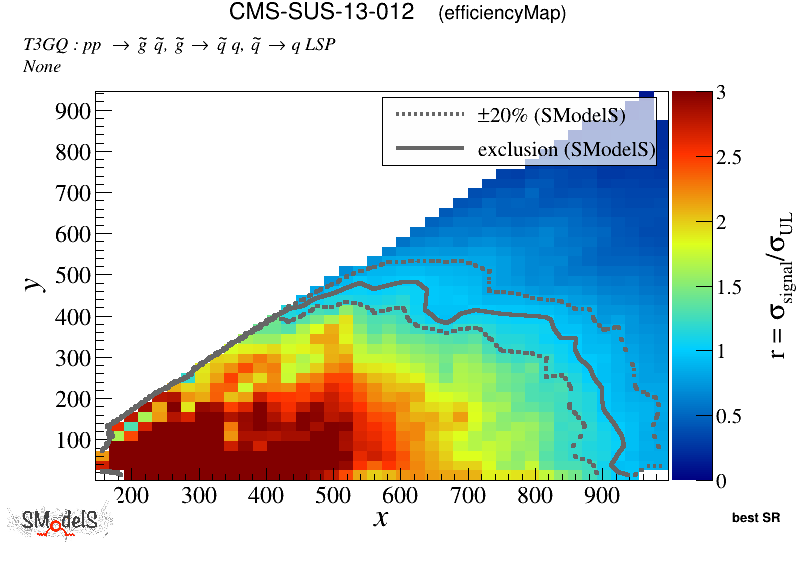 CMS-SUS-13-012 (efficiencyMap)
T3GQ : pp → g̃ q̃, g̃ → q̃ q, q̃ → q LSP
None
±20% (SModelS)
exclusion (SModelS)
900
800
700
600
500
400
300
200
100
y
200 300 400 500 600 700 800 900
x
3
2.5
2
1.5
1
0.5
0
r = σsignal/σUL
SModelS
best SR